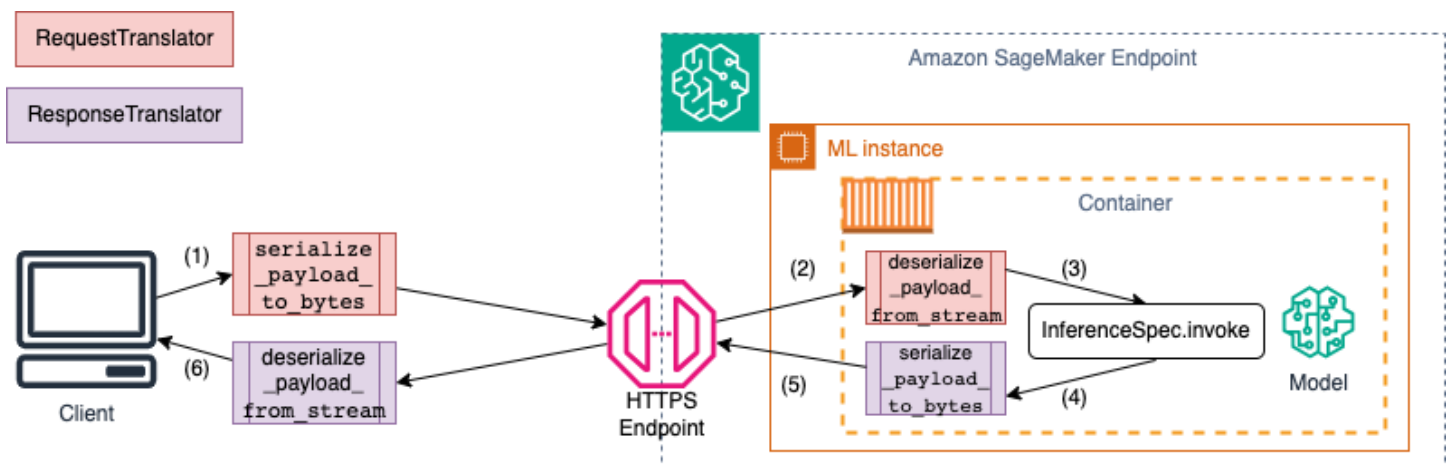 RequestTranslator
ResponseTranslator
Amazon SageMaker Endpoint
ML instance
Container
(1)
serialize
_payload_
to_bytes
(2)
deserialize
_payload_
from_stream
(3)
InferenceSpec.invoke
Model
(4)
serialize
_payload_
to_bytes
(5)
HTTPS
Endpoint
deserialize
_payload_
from_stream
(6)
Client